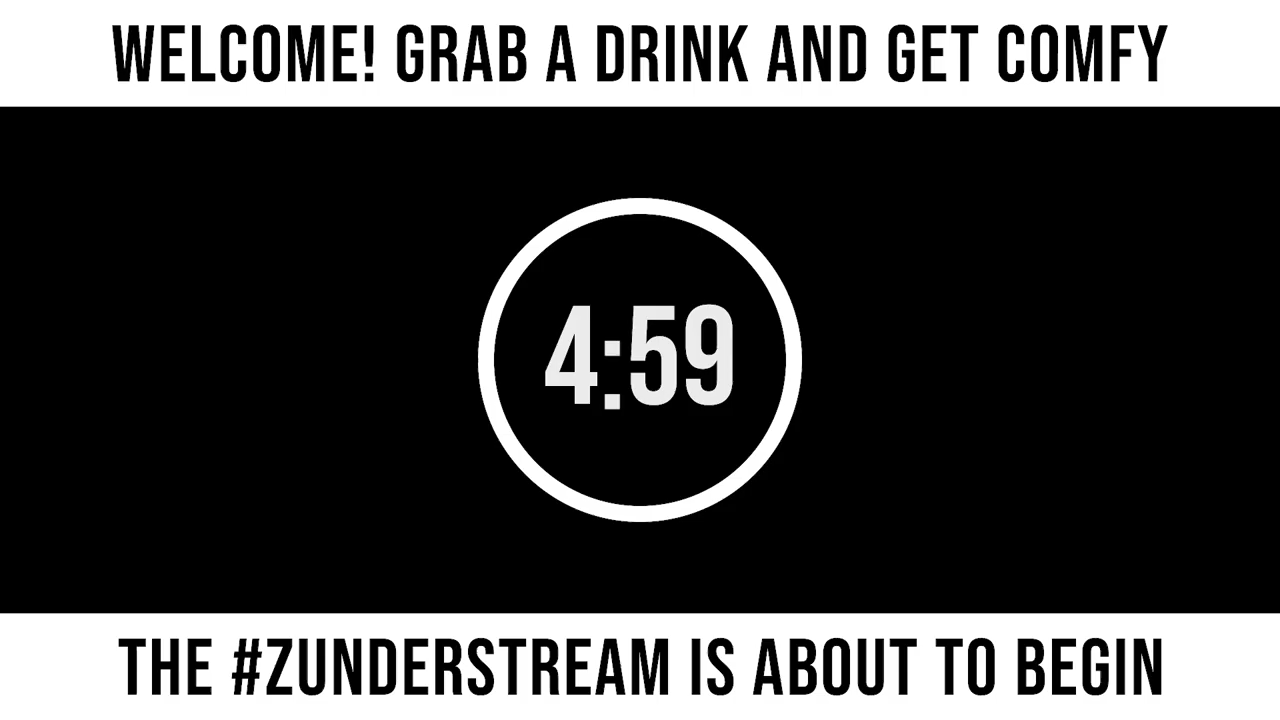 WELCOME! GRAB A DRINK AND GET COMFY
4:59
THE #ZUNDERSTREAM IS ABOUT TO BEGIN